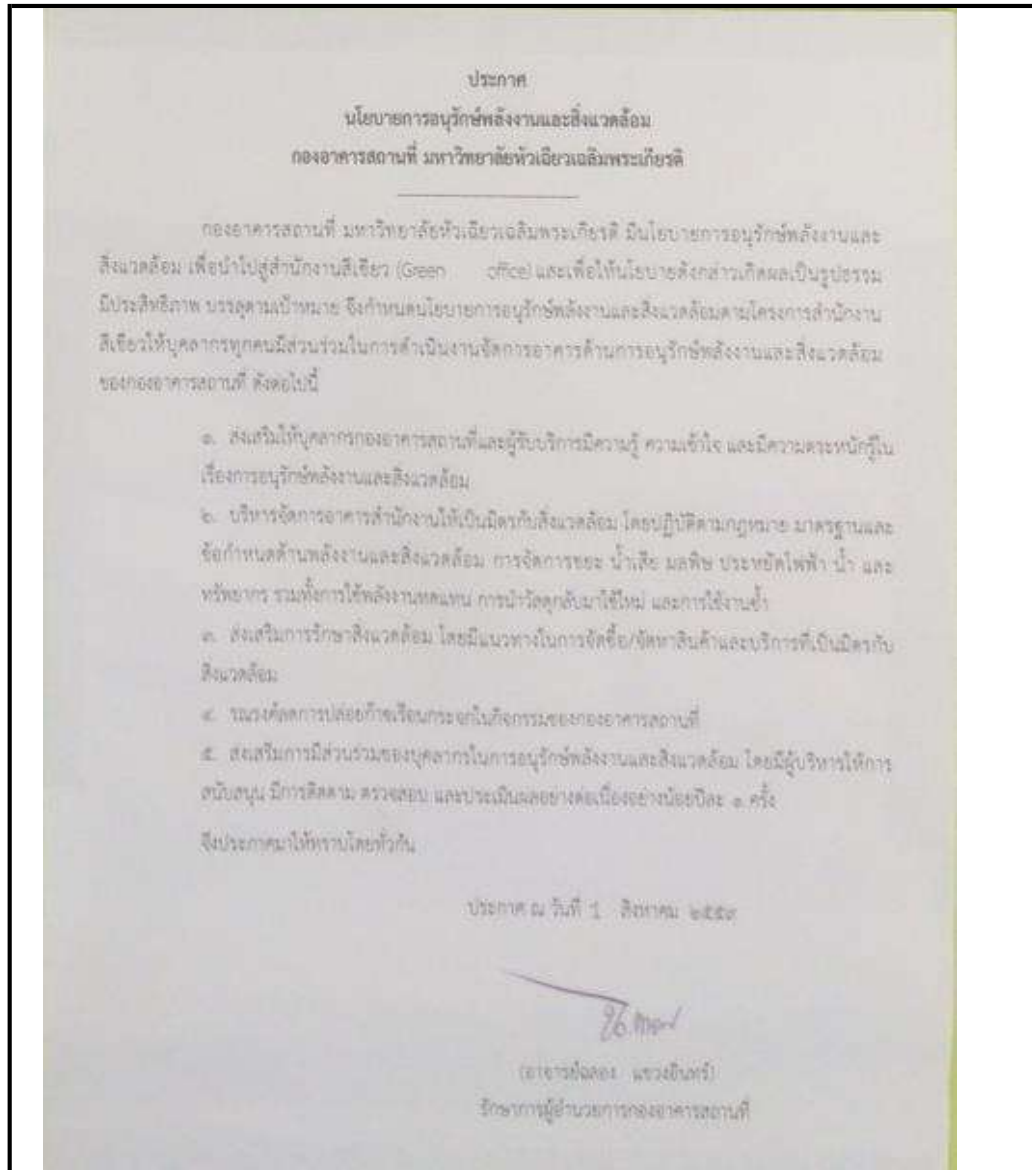 ประกาศ
นโยบายการอนุรักษ์พลังงานและสิ่งแวดล้อม
กองอาคารสถานที่ มหาวิทยาลัยหัวเฉียวเฉลิมพระเกียรติ
กองอาคารสถานที่ มหาวิทยาลัยหัวเฉียวเฉลิมพระเกียรติ มีนโยบายการอนุรักษ์พลังงานและ
สิ่งแวดล้อม เพื่อนำไปสู่สำนักงานสีเขียว (Green office) และเพื่อให้นโยบายดังกล่าวเกิดผลเป็นรูปธรรม
มีประสิทธิภาพ บรรลุตามเป้าหมาย จึงกำหนดนโยบายการอนุรักษ์พลังงานและสิ่งแวดล้อมตามโครงการสำนักงาน
สีเขียวให้บุคลากรทุกคนมีส่วนร่วมในการดำเนินงานจัดการอาคารด้านการอนุรักษ์พลังงานและสิ่งแวดล้อม
ของกองอาคารสถานที่ ดังต่อไปนี้
๑. ส่งเสริมให้บุคลากรกองอาคารสถานที่และผู้รับบริการมีความรู้ ความเข้าใจ และมีความตระหนักรู้ใน
เรื่องการอนุรักษ์พลังงานและสิ่งแวดล้อม
๒. บริหารจัดการอาคารสำนักงานให้เป็นมิตรกับสิ่งแวดล้อม โดยปฏิบัติตามกฎหมาย มาตรฐานและ
ข้อกำหนดด้านพลังงานและสิ่งแวดล้อม การจัดการขยะ น้ำเสีย มลพิษ ประหยัดไฟฟ้า น้ำ และ
ทรัพยากร รวมทั้งการใช้พลังงานทดแทน การนำวัสดุกลับมาใช้ใหม่ และการใช้งานซ้ำ
๓. ส่งเสริมการรักษาสิ่งแวดล้อม โดยมีแนวทางในการจัดซื้อ/จัดหาสินค้าและบริการที่เป็นมิตรกับ
สิ่งแวดล้อม
๔. รณรงค์ลดการปล่อยก๊าซเรือนกระจกในกิจกรรมของกองอาคารสถานที่
๕. ส่งเสริมการมีส่วนร่วมของบุคลากรในการอนุรักษ์พลังงานและสิ่งแวดล้อม โดยมีผู้บริหารให้การ
สนับสนุน มีการติดตาม ตรวจสอบ และประเมินผลอย่างต่อเนื่องอย่างน้อยปีละ ๑ ครั้ง
จึงประกาศมาให้ทราบโดยทั่วกัน
ประกาศ ณ วันที่ 1 สิงหาคม ๒๕๕๙
(อาจารย์ฉลอง แขวงอินทร์)
รักษาการผู้อำนวยการกองอาคารสถานที่